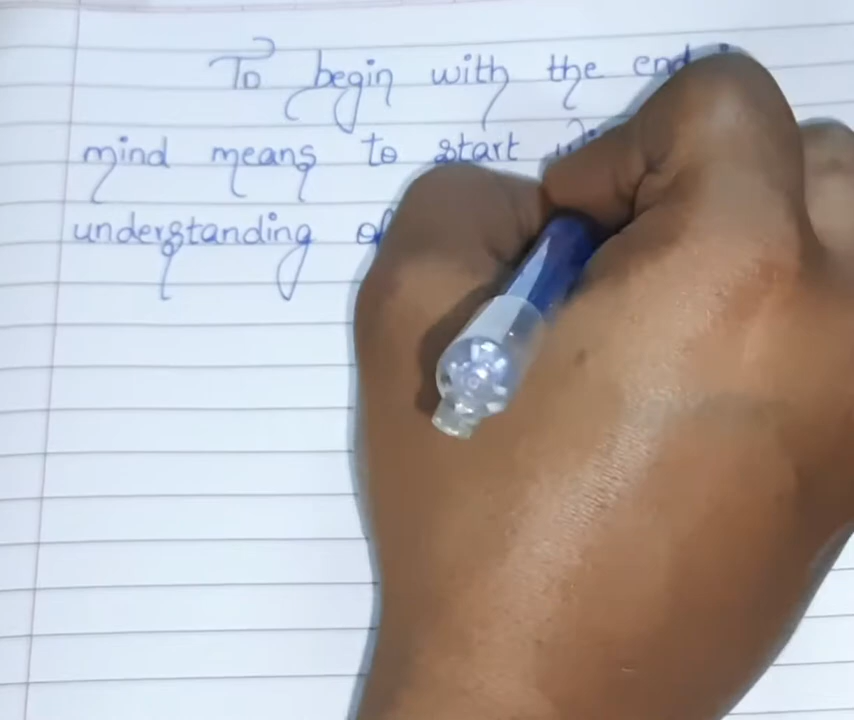 To begin with the end
mind means to start
understanding